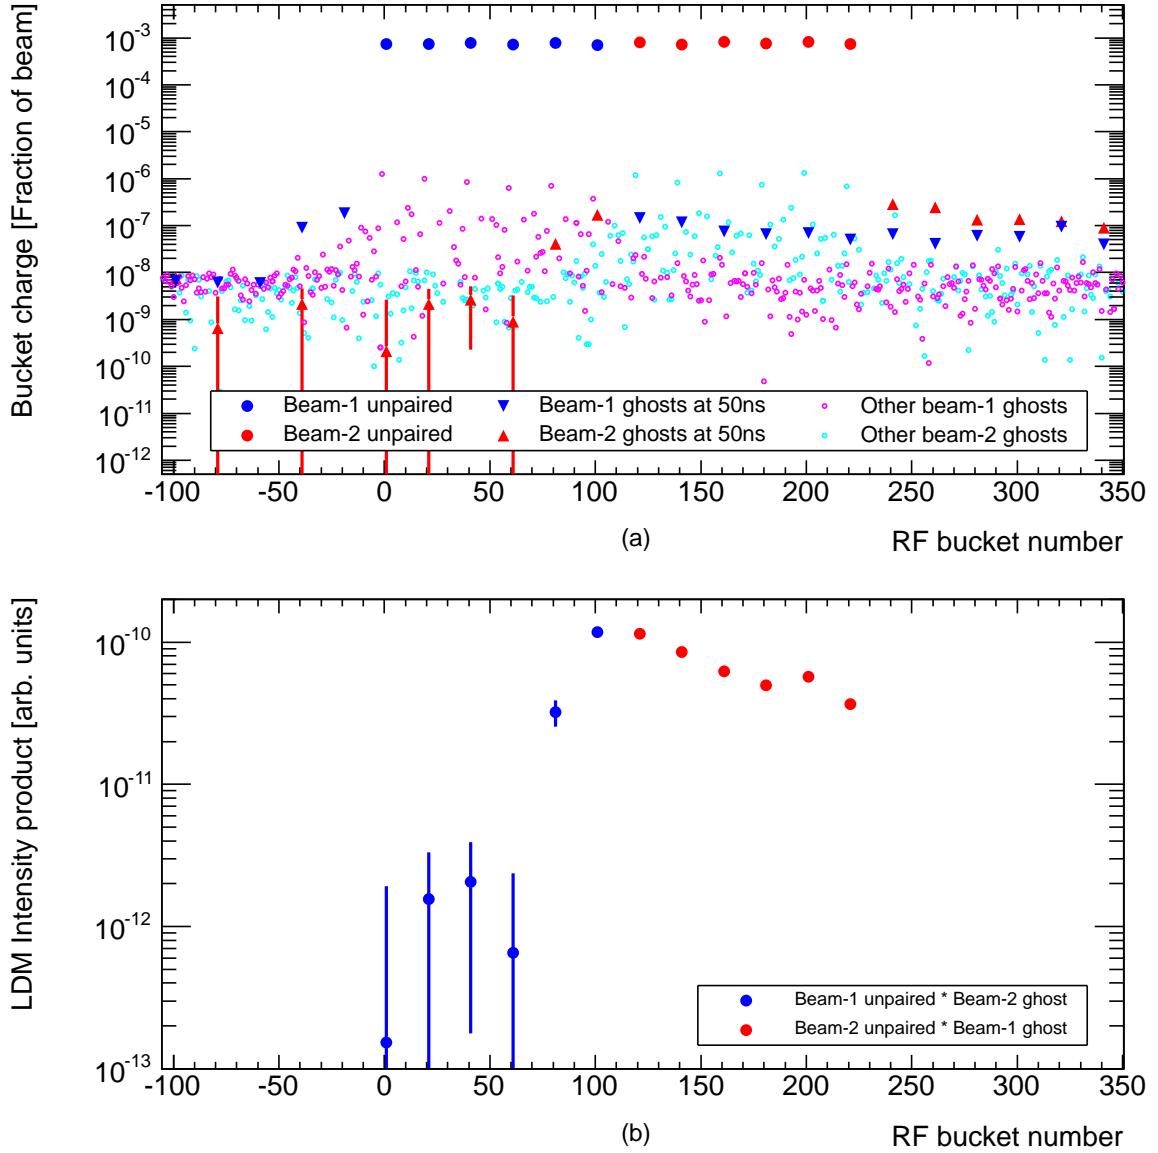 Bucket charge [Fraction of beam]
10-3
10-4
10-5
10-6
10-7
10-8
10-9
10-10
10-11
10-12
Beam-1 unpaired Beam-1 ghosts at 50ns Other beam-1 ghosts
Beam-2 unpaired Beam-2 ghosts at 50ns Other beam-2 ghosts
-100 -50 0 50 100 150 200 250 300 350
(a)
RF bucket number
LDM Intensity product [arb. units]
10-10
10-11
10-12
10-13
Beam-1 unpaired * Beam-2 ghost
Beam-2 unpaired * Beam-1 ghost
-100 -50 0 50 100 150 200 250 300 350
(b)
RF bucket number